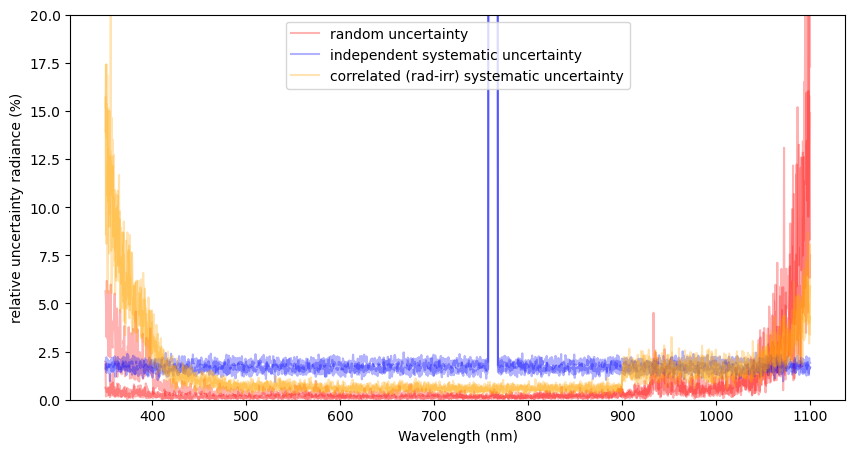 random uncertainty
independent systematic uncertainty
correlated (rad-irr) systematic uncertainty
relative uncertainty radiance (%)
20.0
17.5
15.0
12.5
10.0
7.5
5.0
2.5
0.0
400 500 600 700 800 900 1000 1100
Wavelength (nm)